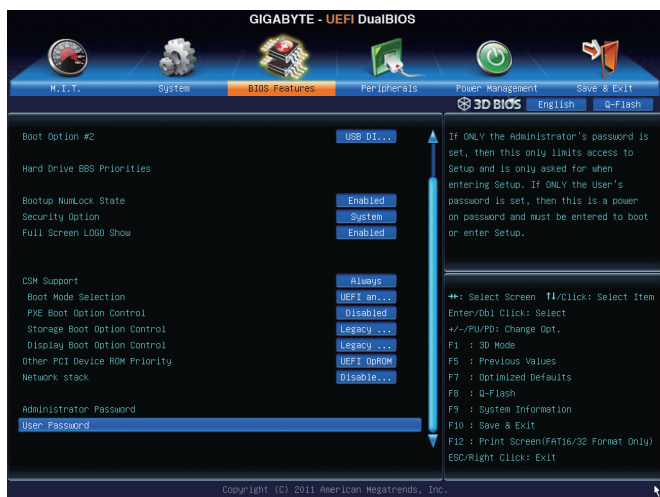 GIGABYTE - UEFI DualBIOS
M.I.T. System BIOS Features Peripherals Power Management Save & Exit
3D BIOS English Q-Flash
Boot Option #2 USB DI...
Hard Drive BBS Priorities
Bootup NumLock State Enabled
Security Option System
Full Screen LOGO Show Enabled
CSM Support Always
Boot Mode Selection UEFI an...
PXE Boot Option Control Disabled
Storage Boot Option Control Legacy ...
Display Boot Option Control Legacy ...
Other PCI Device ROM Priority UEFI OpROM
Network stack Disable...
Administrator Password
User Password
If ONLY the Administrator's password is
set, then this only limits access to
Setup and is only asked for when
entering Setup. If ONLY the User's
password is set, then this is a power
on password and must be entered to boot
or enter Setup.
→←: Select Screen ↑↓/Click: Select Item
Enter/Dbl Click: Select
+/-/PU/PD: Change Opt.
F1 : 3D Mode
F5 : Previous Values
F7 : Optimized Defaults
F8 : Q-Flash
F9 : System Information
F10 : Save & Exit
F12 : Print Screen(FAT16/32 Format Only)
ESC/Right Click: Exit
Copyright (C) 2011 American Megatrends, Inc.